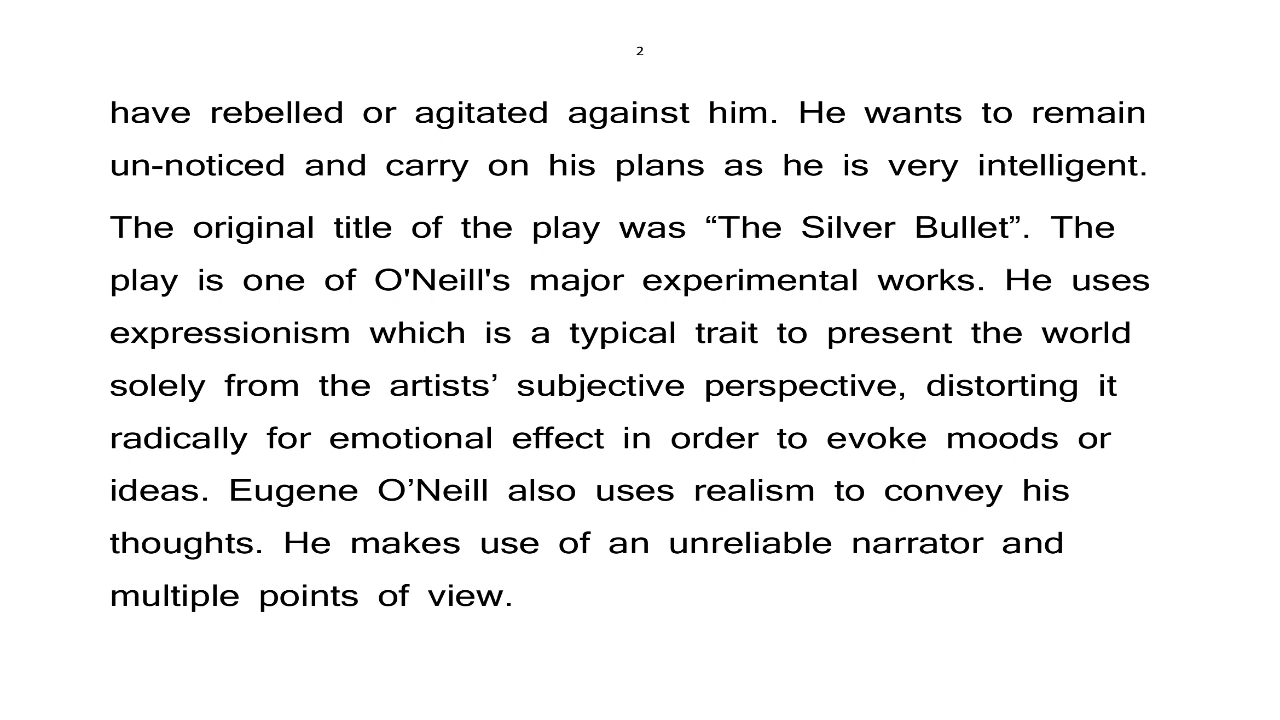 2
have rebelled or agitated against him. He wants to remain
un-noticed and carry on his plans as he is very intelligent.
The original title of the play was “The Silver Bullet”. The
play is one of O'Neill's major experimental works. He uses
expressionism which is a typical trait to present the world
solely from the artists’ subjective perspective, distorting it
radically for emotional effect in order to evoke moods or
ideas. Eugene O’Neill also uses realism to convey his
thoughts. He makes use of an unreliable narrator and
multiple points of view.